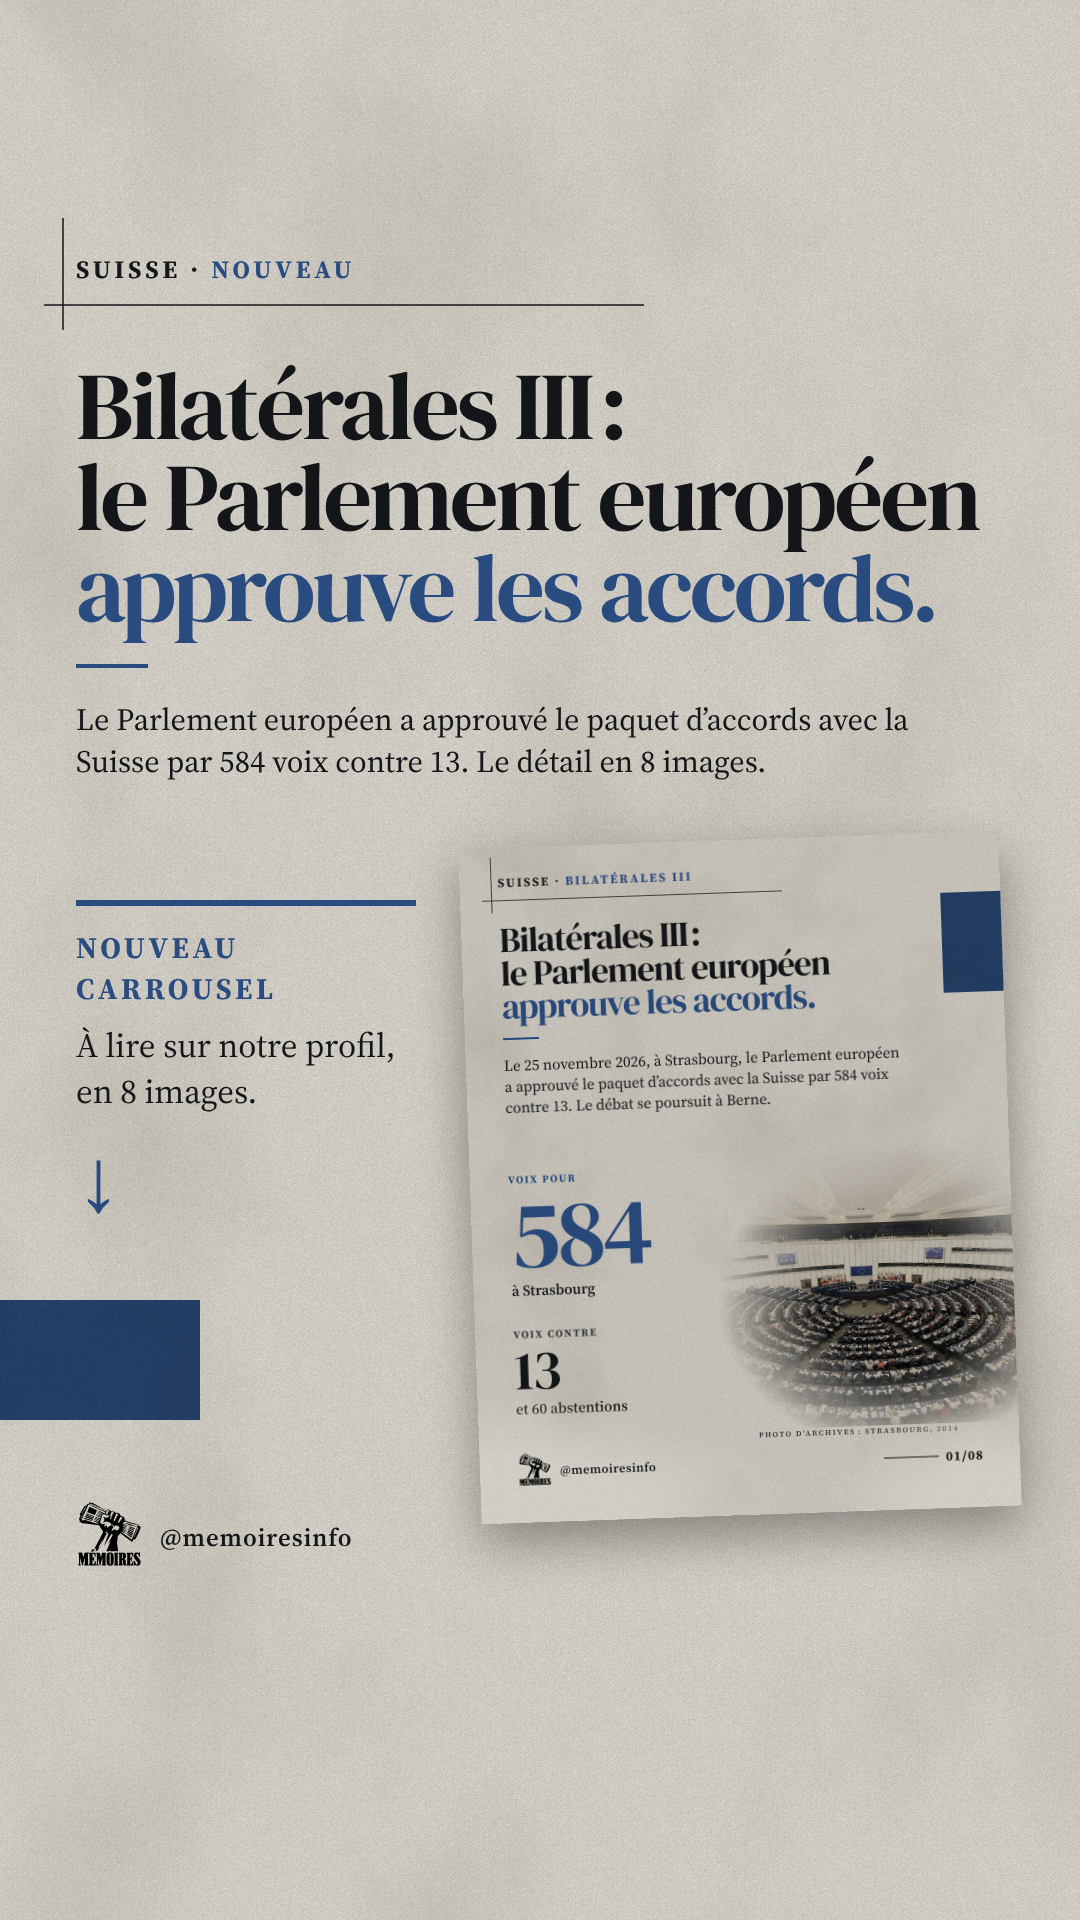 SUISSE · NOUVEAU
Bilatérales III :
le Parlement européen
approuve les accords.
Le Parlement européen a approuvé le paquet d’accords avec la
Suisse par 584 voix contre 13. Le détail en 8 images.
NOUVEAU
CARROUSEL
À lire sur notre profil,
en 8 images.
↓
MÉMOIRES
@memoiresinfo
SUISSE · BILATÉRALES III
Bilatérales III :
le Parlement européen
approuve les accords.
Le 25 novembre 2026, à Strasbourg, le Parlement européen
a approuvé le paquet d’accords avec la Suisse par 584 voix
contre 13. Le débat se poursuit à Berne.
VOIX POUR
584
à Strasbourg
VOIX CONTRE
13
et 60 abstentions
PHOTO D’ARCHIVES : STRASBOURG, 2014
MÉMOIRES
@memoiresinfo
01/08